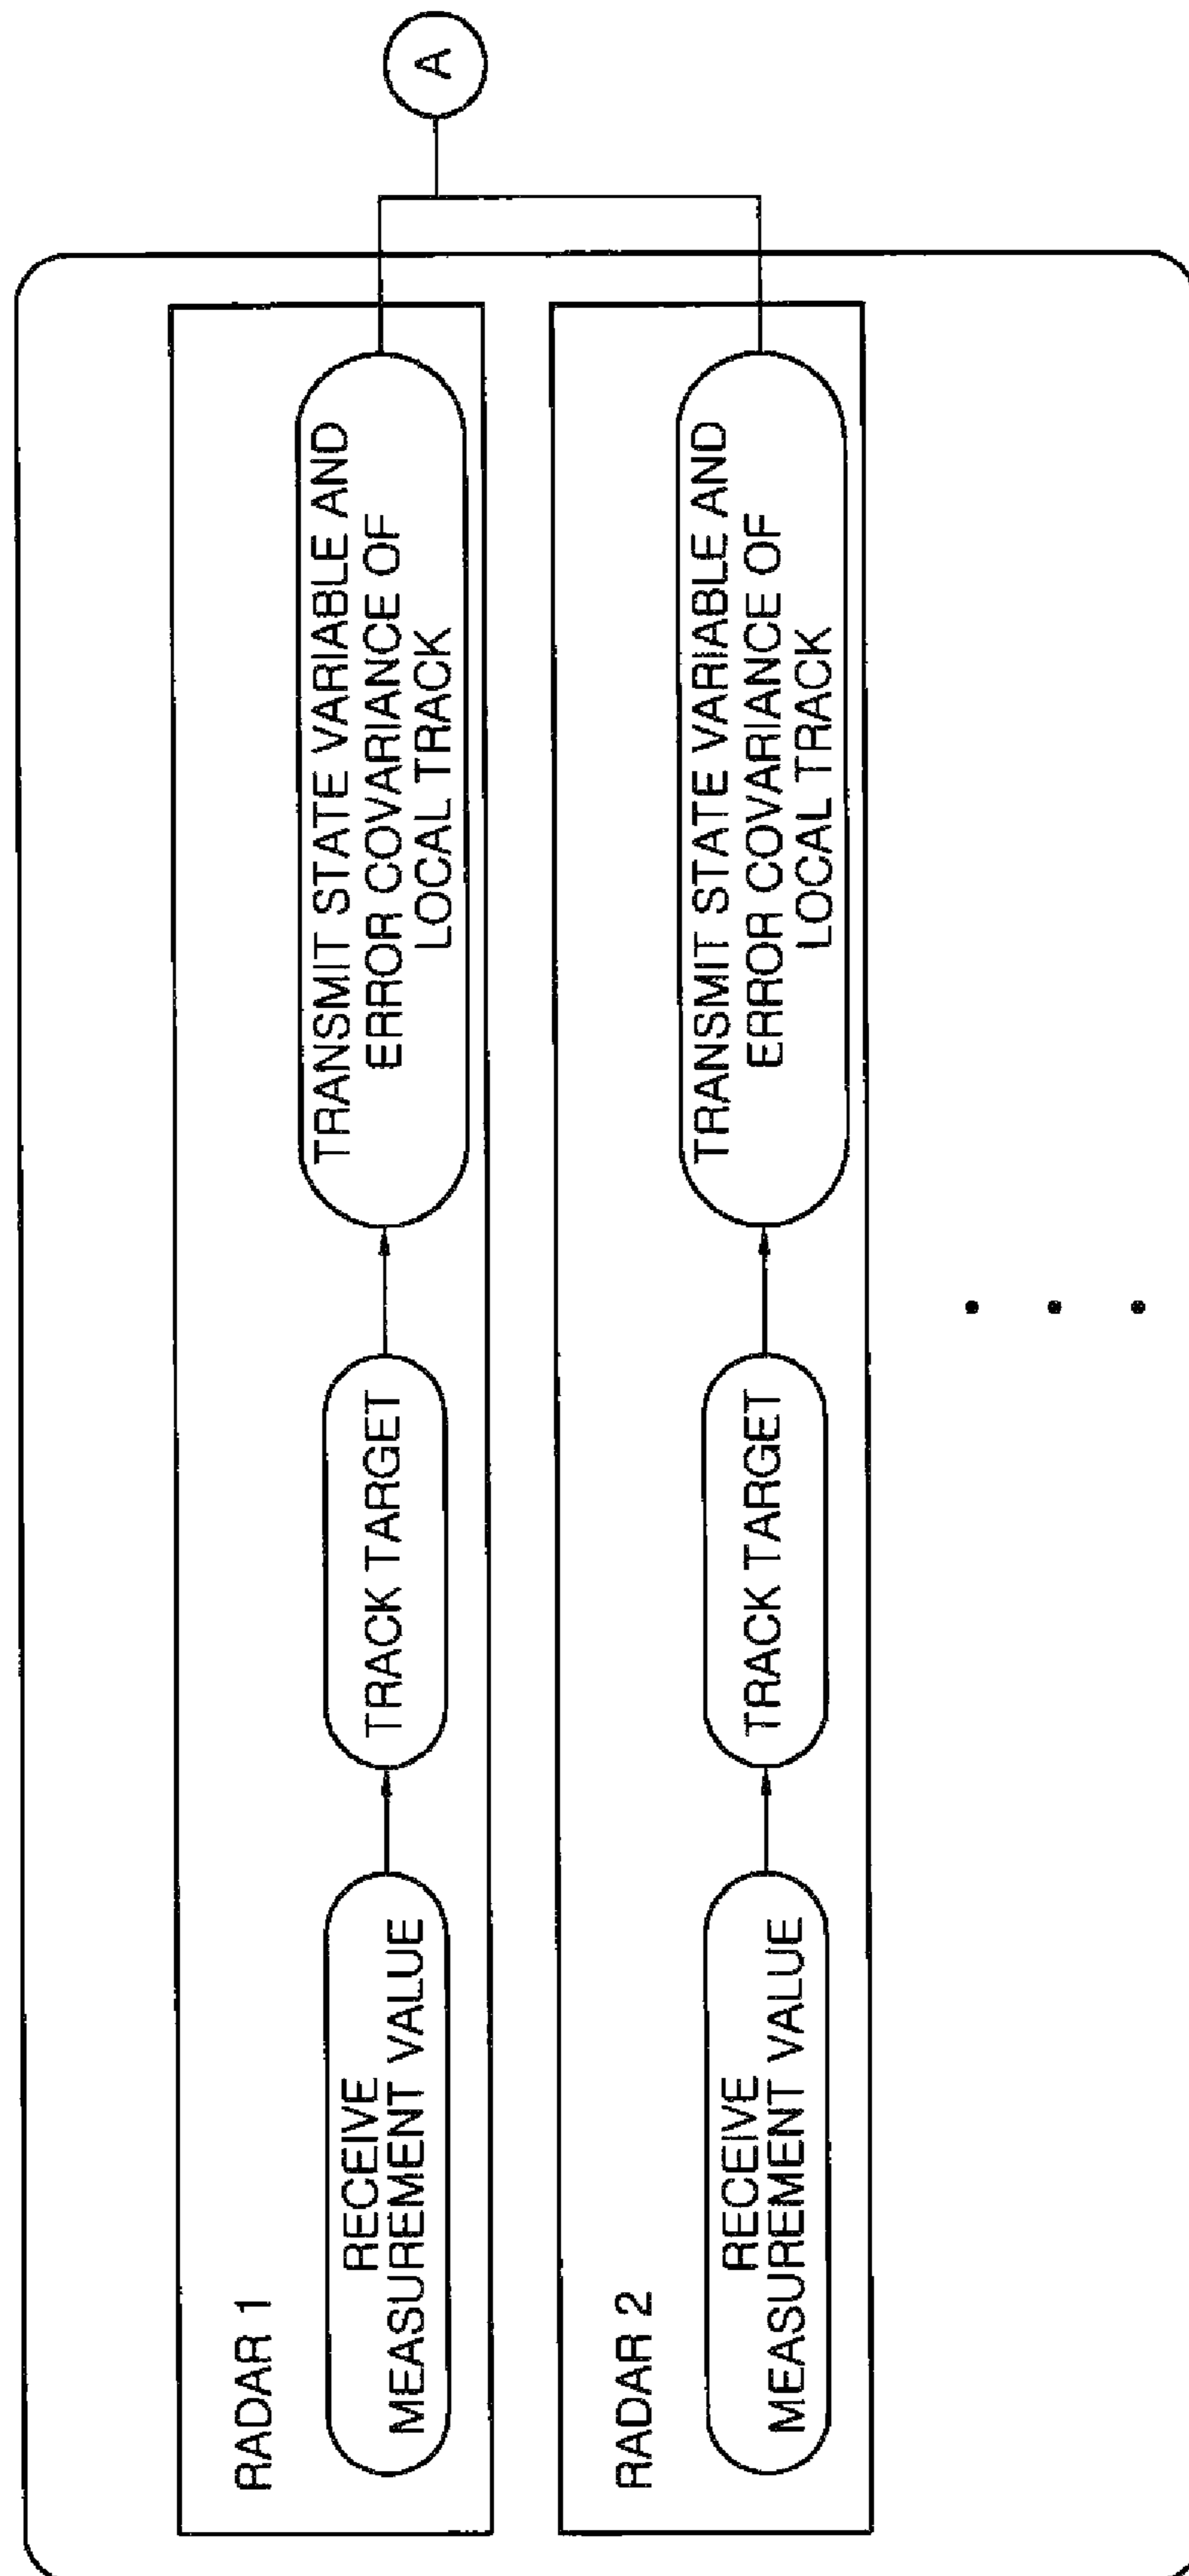 RADAR 1
RECEIVE
MEASUREMENT VALUE
TRACK TARGET
TRANSMIT STATE VARIABLE AND
ERROR COVARIANCE OF
LOCAL TRACK
RADAR 2
RECEIVE
MEASUREMENT VALUE
TRACK TARGET
TRANSMIT STATE VARIABLE AND
ERROR COVARIANCE OF
LOCAL TRACK
A